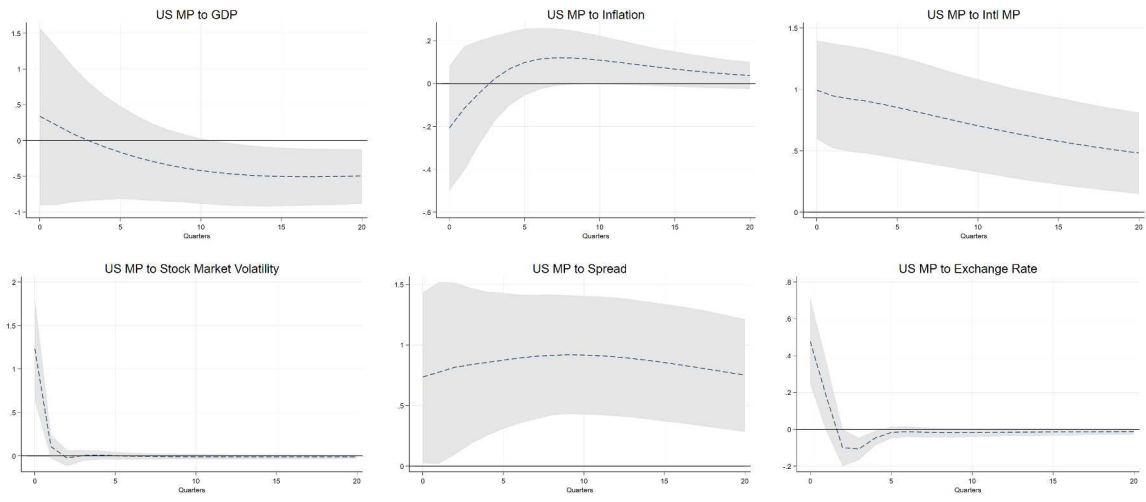 US MP to GDP
1.5
1
.5
0
-.5
-1
0 5 10 15 20
Quarters
US MP to Inflation
.2
0
-.2
-.4
-.6
0 5 10 15 20
Quarters
US MP to Intl MP
1.5
1
.5
0
0 5 10 15 20
Quarters
US MP to Stock Market Volatility
2
1.5
1
.5
0
0 5 10 15 20
Quarters
US MP to Spread
1.5
1
.5
0
0 5 10 15 20
Quarters
US MP to Exchange Rate
.8
.6
.4
.2
0
-.2
0 5 10 15 20
Quarters